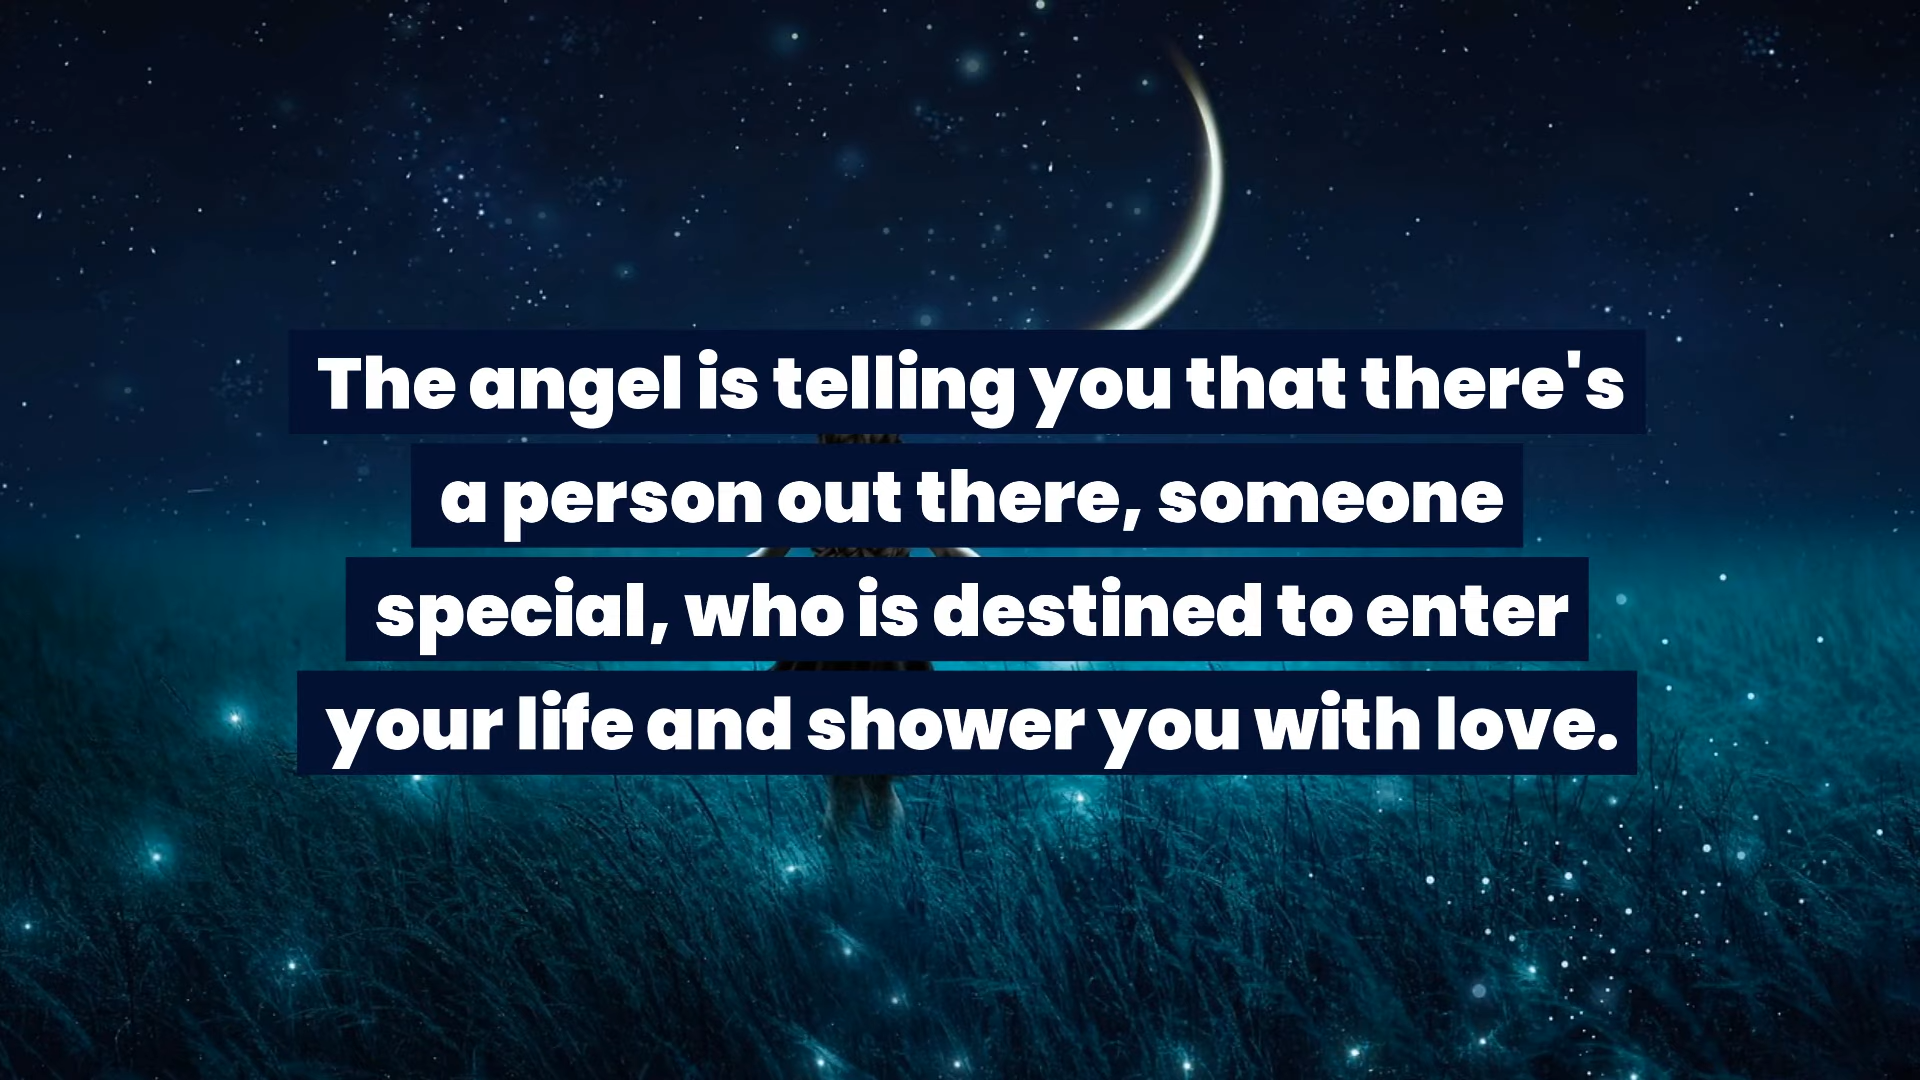 The angel is telling you that there's
a person out there, someone
special, who is destined to enter
your life and shower you with love.